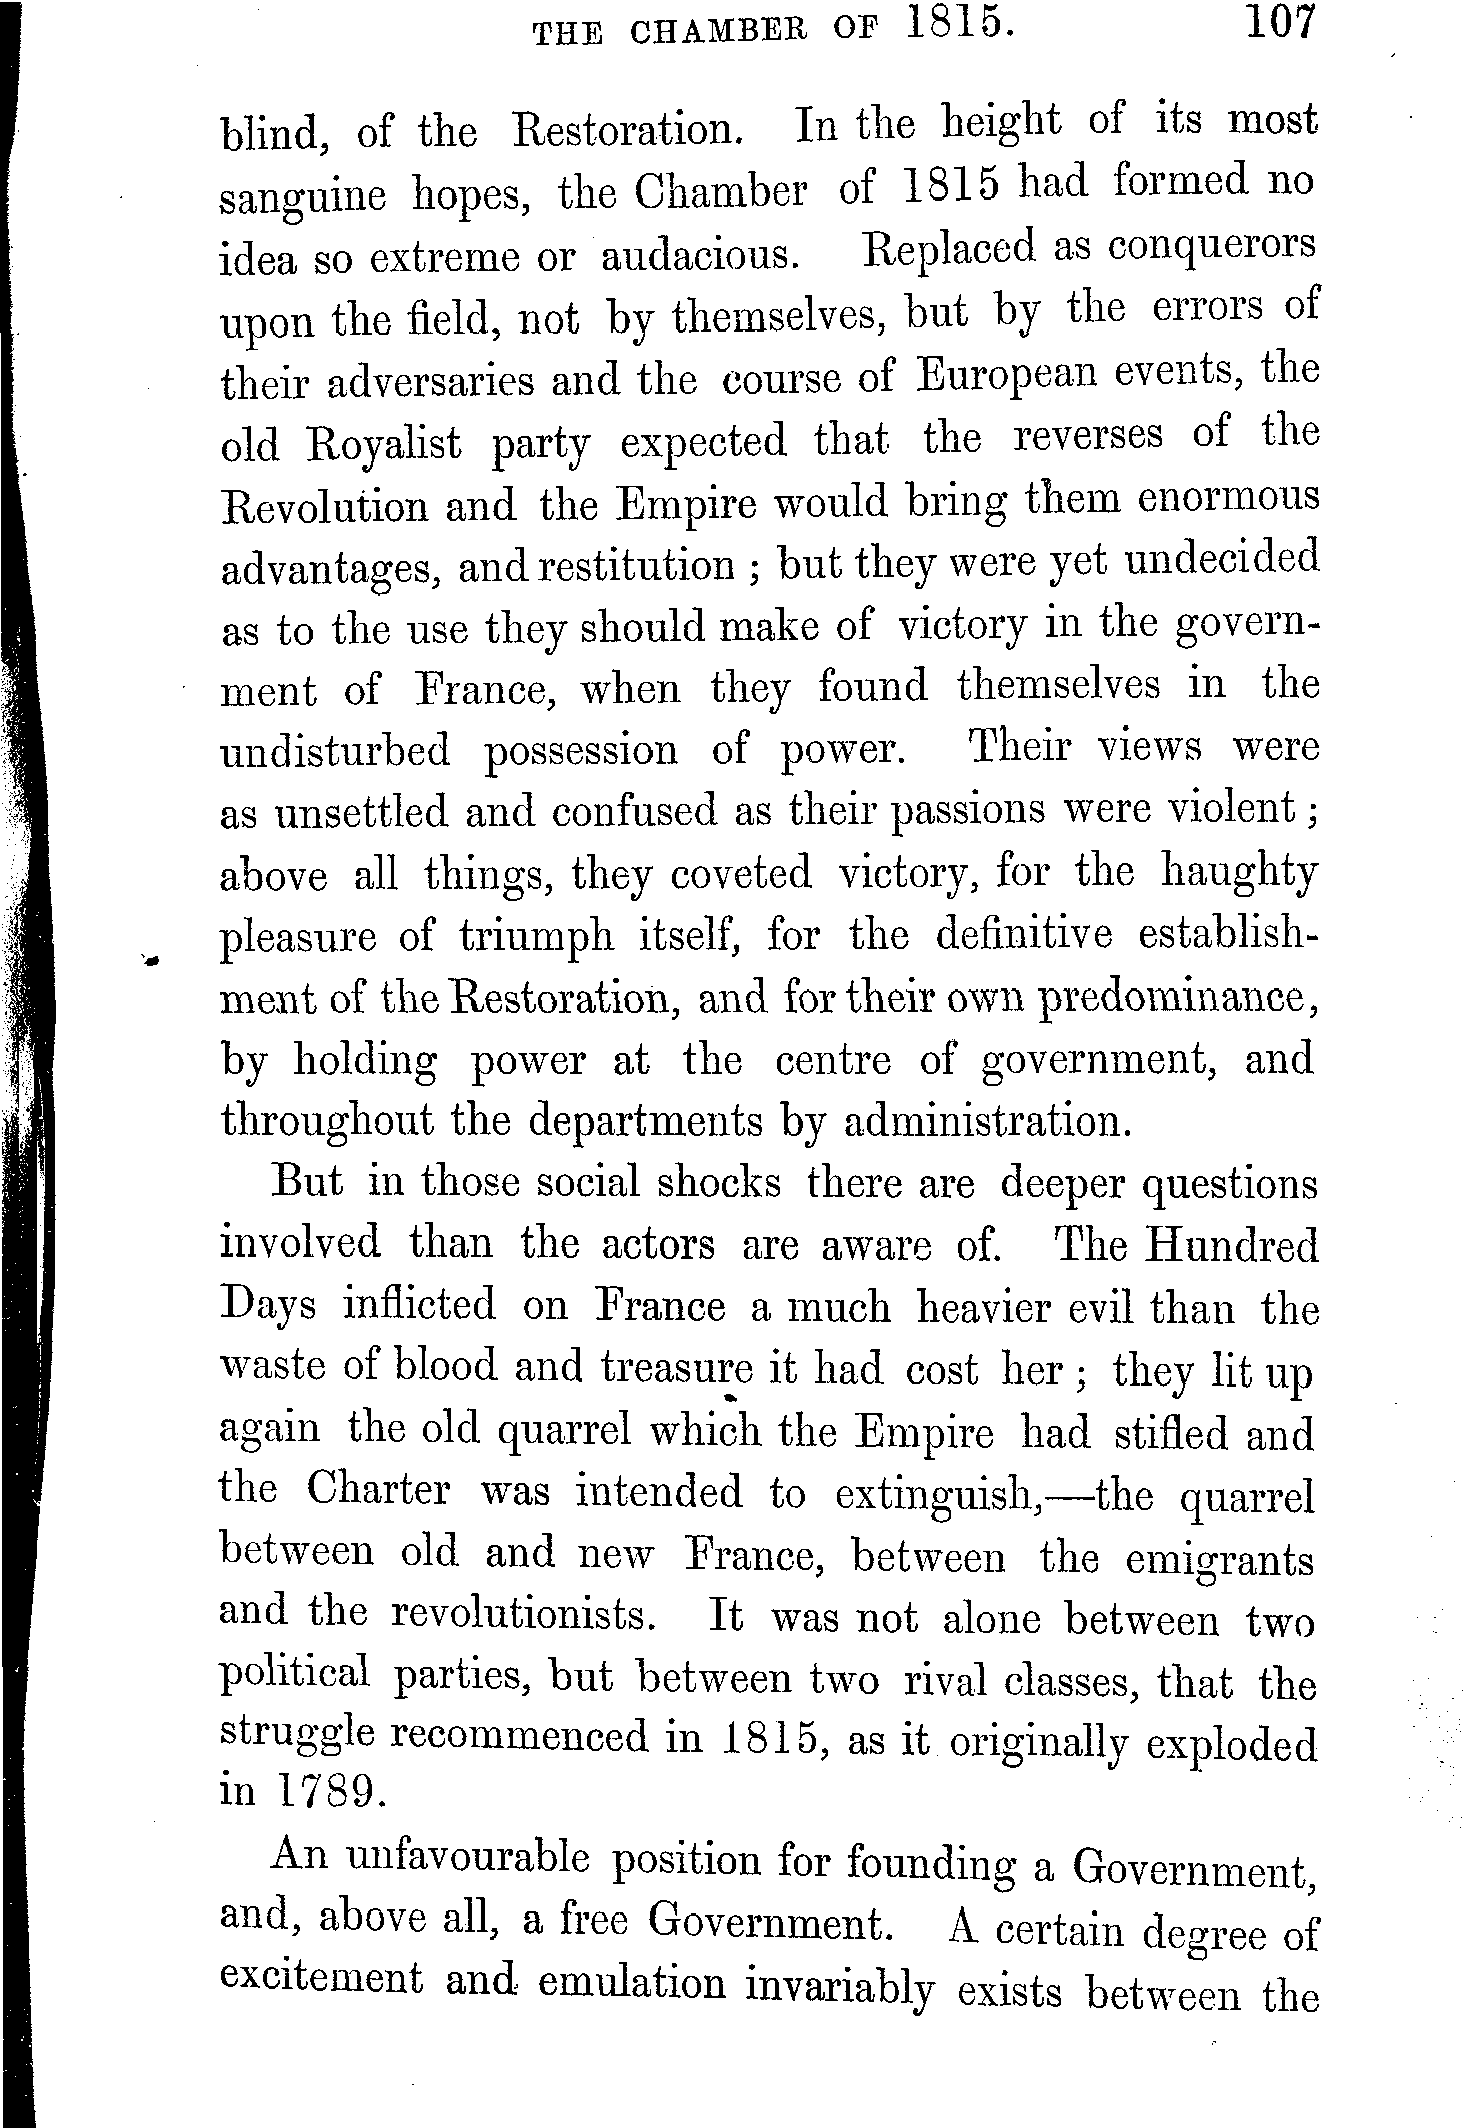 THE CHAMBER OF 1815. 107
blind, of the Restoration. In the height of its most
sanguine hopes, the Chamber of 1815 had formed no
idea so extreme or audacious. Replaced as conquerors
upon the field, not by themselves, but by the errors of
their adversaries and the course of European events, the
old Royalist party expected that the reverses of the
Revolution and the Empire would bring them enormous
advantages, and restitution ; but they were yet undecided
as to the use they should make of victory in the govern-
ment of France, when they found themselves in the
undisturbed possession of power. Their views were
as unsettled and confused as their passions were violent ;
above all things, they coveted victory, for the haughty
pleasure of triumph itself, for the definitive establish-
ment of the Restoration, and for their own predominance,
by holding power at the centre of government, and
throughout the departments by administration.
But in those social shocks there are deeper questions
involved than the actors are aware of. The Hundred
Days inflicted on France a much heavier evil than the
waste of blood and treasure it had cost her ; they lit up
again the old quarrel which the Empire had stifled and
the Charter was intended to extinguish,—the quarrel
between old and new France, between the emigrants
and the revolutionists. It was not alone between two
political parties, but between two rival classes, that the
struggle recommenced in 1815, as it originally exploded
in 1789.
An unfavourable position for founding a Government,
and, above all, a free Government. A certain degree of
excitement and emulation invariably exists between the